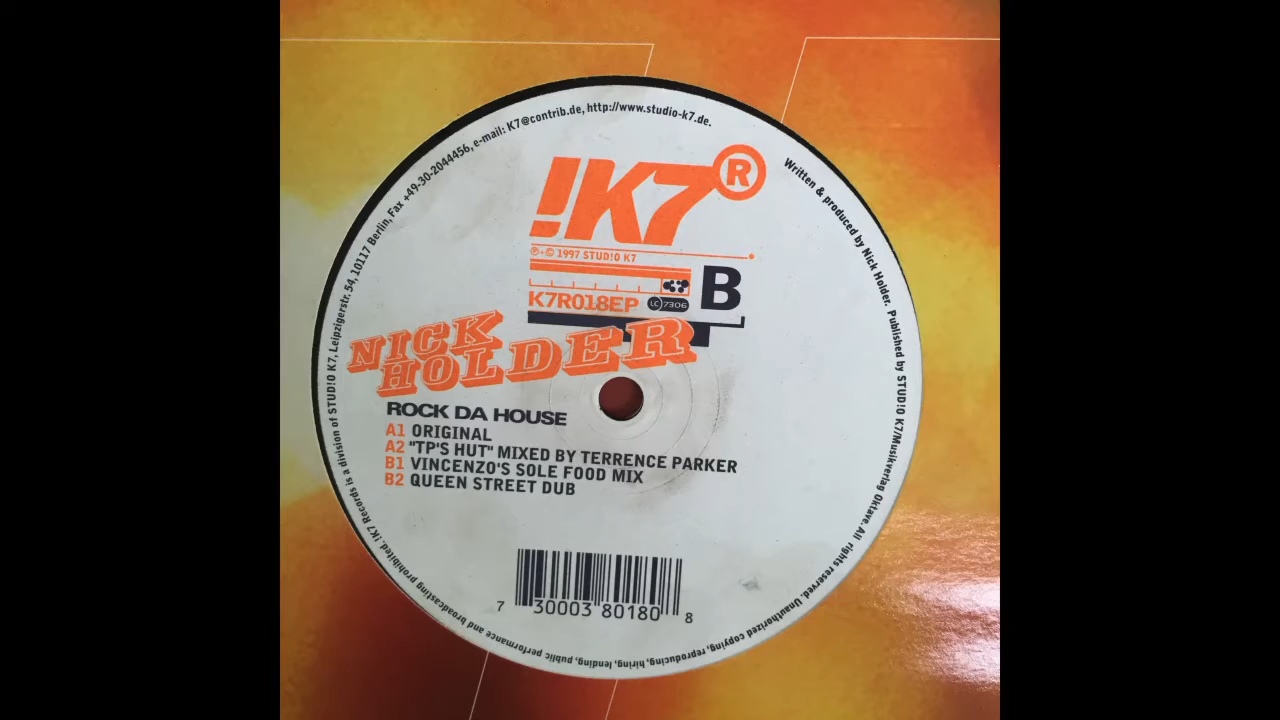 !K7®
℗+© 1997 STUD!O K7
B
K7R018EP LC 7306
NICK
HOLDER
ROCK DA HOUSE
A1 ORIGINAL
A2 "TP'S HUT" MIXED BY TERRENCE PARKER
B1 VINCENZO'S SOLE FOOD MIX
B2 QUEEN STREET DUB
7 30003 80180 8
Written & produced by Nick Holder. Published by STUD!O K7/Musikverlag Oktave. All rights reserved. Unauthorized copying, reproducing, hiring, lending, public performance and broadcasting prohibited. !K7 Records is a division of STUD!O K7, Leipzigerstr. 54, 10117 Berlin, Fax +49-30-2044456, e-mail: K7@contrib.de, http://www.studio-k7.de.